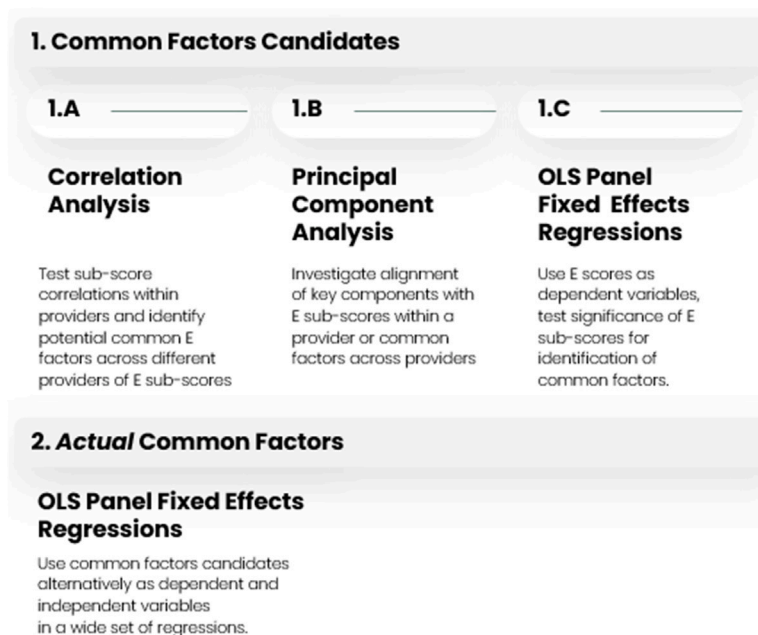 1. Common Factors Candidates
1.A
1.B
1.C
Correlation
Analysis
Test sub-score
correlations within
providers and identify
potential common E
factors across different
providers of E sub-scores
Principal
Component
Analysis
Investigate alignment
of key components with
E sub-scores within a
provider or common
factors across providers
OLS Panel
Fixed Effects
Regressions
Use E scores as
dependent variables,
test significance of E
sub-scores for
identification of
common factors.
2. Actual Common Factors
OLS Panel Fixed Effects
Regressions
Use common factors candidates
alternatively as dependent and
independent variables
in a wide set of regressions.